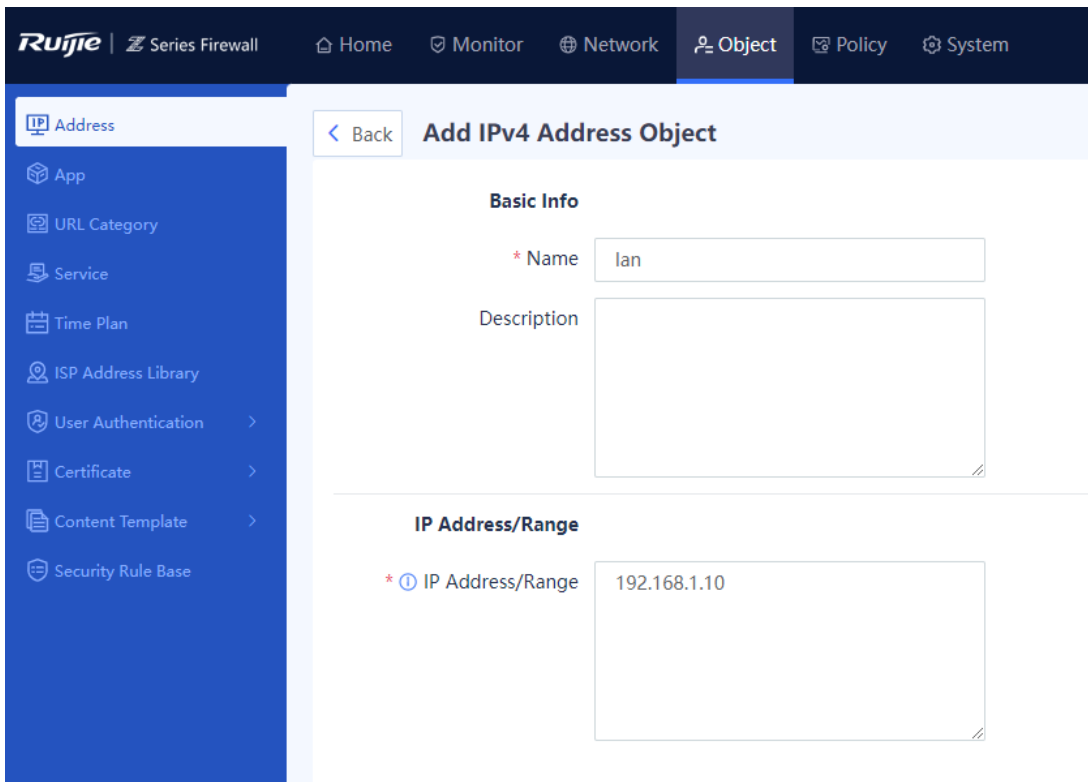 Ruijie | Z Series Firewall
Home Monitor Network Object Policy System
Address
App
URL Category
Service
Time Plan
ISP Address Library
User Authentication
Certificate
Content Template
Security Rule Base
Back Add IPv4 Address Object
Basic Info
* Name lan
Description
IP Address/Range
* IP Address/Range 192.168.1.10